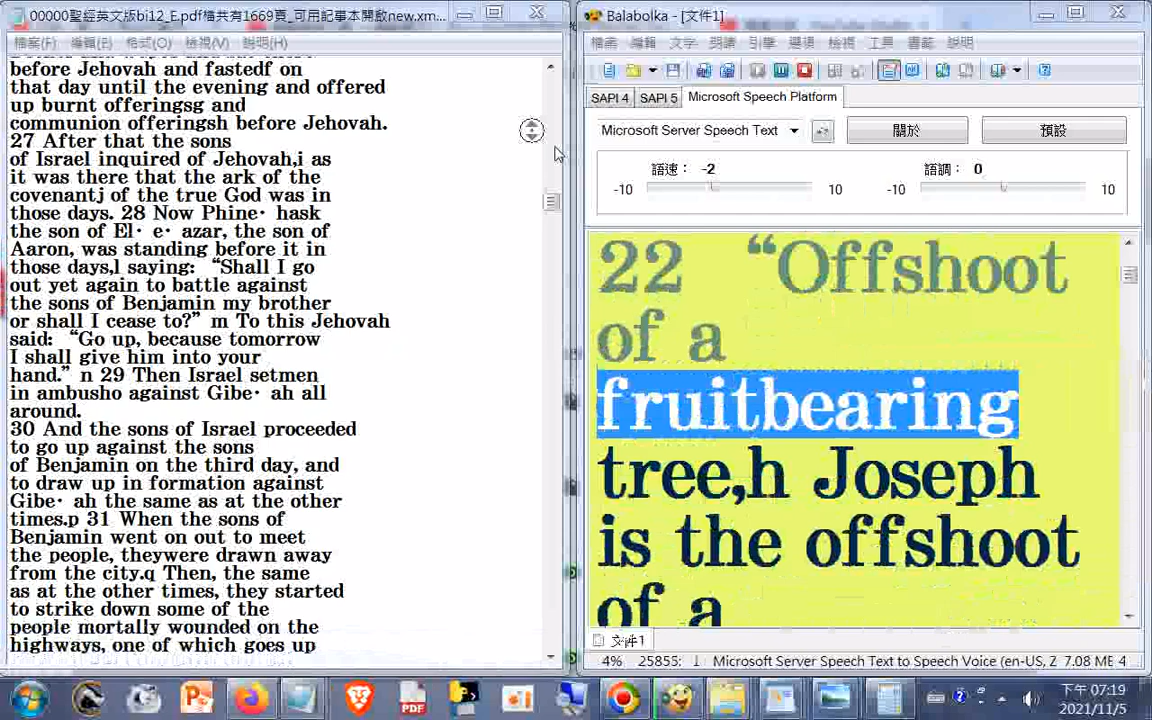 00000聖經英文版bi12_E.pdf檔共有1669頁_可用記事本開啟new.xm...
檔案(F) 編輯(E) 格式(O) 檢視(V) 說明(H)
before Jehovah and fastedf on
that day until the evening and offered
up burnt offeringsg and
communion offeringsh before Jehovah.
27 After that the sons
of Israel inquired of Jehovah,i as
it was there that the ark of the
covenantj of the true God was in
those days. 28 Now Phine· hask
the son of El· e· azar, the son of
Aaron, was standing before it in
those days,l saying: “Shall I go
out yet again to battle against
the sons of Benjamin my brother
or shall I cease to?” m To this Jehovah
said: “Go up, because tomorrow
I shall give him into your
hand.” n 29 Then Israel setmen
in ambusho against Gibe· ah all
around.
30 And the sons of Israel proceeded
to go up against the sons
of Benjamin on the third day, and
to draw up in formation against
Gibe· ah the same as at the other
times.p 31 When the sons of
Benjamin went on out to meet
the people, theywere drawn away
from the city.q Then, the same
as at the other times, they started
to strike down some of the
people mortally wounded on the
highways, one of which goes up
Balabolka - [文件1]
檔案 編輯 文字 朗讀 引擎 選項 檢視 工具 書籤 說明
SAPI 4 SAPI 5 Microsoft Speech Platform
Microsoft Server Speech Text 關於 預設
語速： -2 語調： 0
-10 10 -10 10
22 “Offshoot
of a
fruitbearing
tree,h Joseph
is the offshoot
of a
文件1
4% 25855: 1 Microsoft Server Speech Text to Speech Voice (en-US, Z 7.08 ME 4
PDF
下午 07:19
2021/11/5